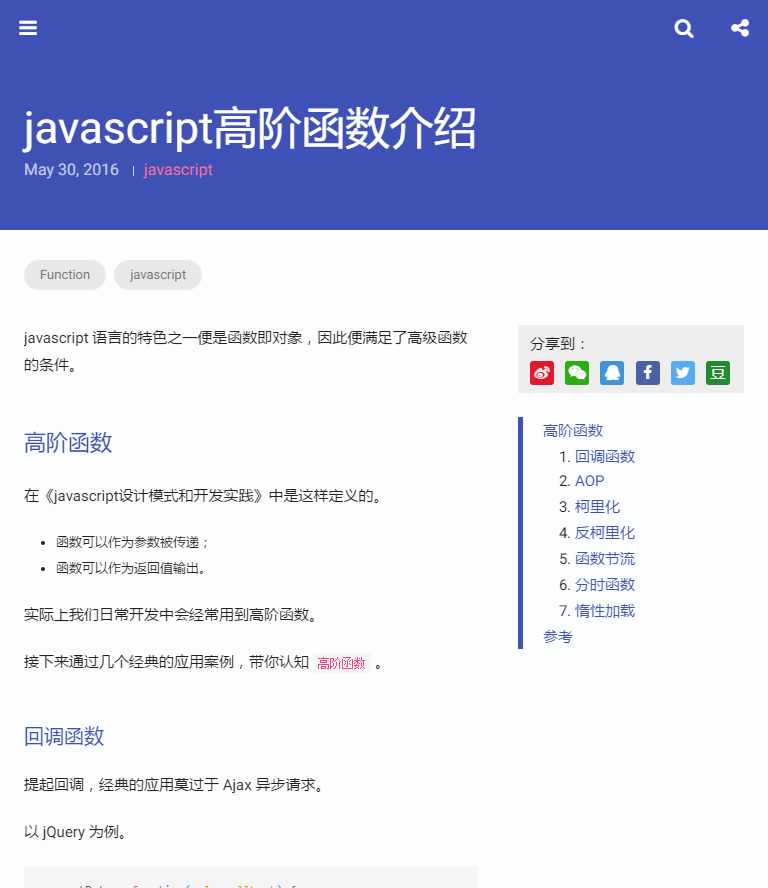 javascript高阶函数介绍
May 30, 2016 javascript
Function javascript
javascript 语言的特色之一便是函数即对象，因此便满足了高级函数
的条件。
高阶函数
在《javascript设计模式和开发实践》中是这样定义的。
函数可以作为参数被传递；
函数可以作为返回值输出。
实际上我们日常开发中会经常用到高阶函数。
接下来通过几个经典的应用案例，带你认知 高阶函数 。
回调函数
提起回调，经典的应用莫过于 Ajax 异步请求。
以 jQuery 为例。
分享到：
豆
高阶函数
1. 回调函数
2. AOP
3. 柯里化
4. 反柯里化
5. 函数节流
6. 分时函数
7. 惰性加载
参考